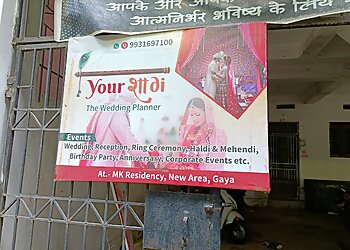 आपके और आपके
आत्मनिर्भर भविष्य के लिए
9931697100
Your शादी
The Wedding Planner
Events
Wedding, Reception, Ring Ceremony, Haldi & Mehendi,
Birthday Party, Anniversary, Corporate Events etc.
At.- MK Residency, New Area, Gaya